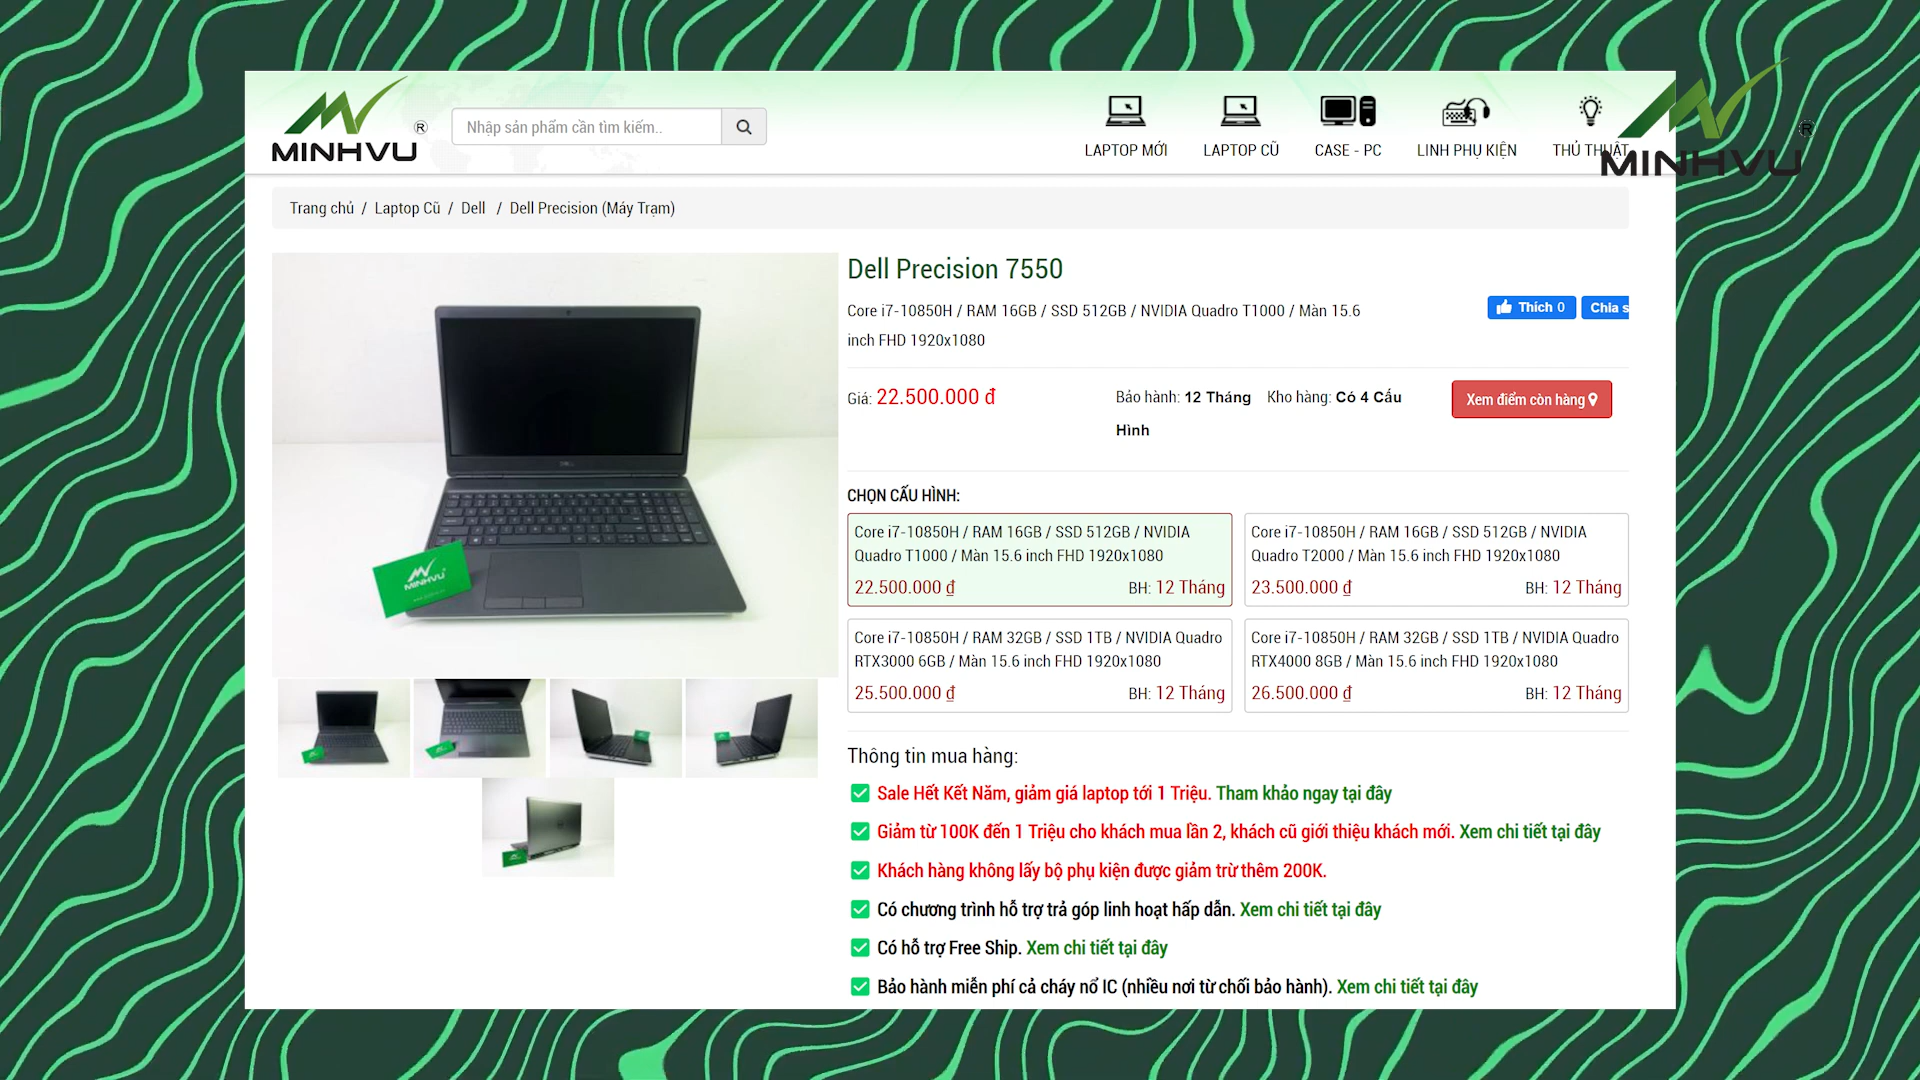 MINHVU
®
Nhập sản phẩm cần tìm kiếm..
LAPTOP MỚI
LAPTOP CŨ
CASE - PC
LINH PHỤ KIỆN
THỦ THUẬT
MINHVU
®
Trang chủ / Laptop Cũ / Dell / Dell Precision (Máy Trạm)
Dell Precision 7550
Core i7-10850H / RAM 16GB / SSD 512GB / NVIDIA Quadro T1000 / Màn 15.6
inch FHD 1920x1080
Thích 0
Chia s
Giá: 22.500.000 đ
Bảo hành: 12 Tháng Kho hàng: Có 4 Cấu
Hình
Xem điểm còn hàng
CHỌN CẤU HÌNH:
Core i7-10850H / RAM 16GB / SSD 512GB / NVIDIA
Quadro T1000 / Màn 15.6 inch FHD 1920x1080
22.500.000 ₫ BH: 12 Tháng
Core i7-10850H / RAM 16GB / SSD 512GB / NVIDIA
Quadro T2000 / Màn 15.6 inch FHD 1920x1080
23.500.000 ₫ BH: 12 Tháng
Core i7-10850H / RAM 32GB / SSD 1TB / NVIDIA Quadro
RTX3000 6GB / Màn 15.6 inch FHD 1920x1080
25.500.000 ₫ BH: 12 Tháng
Core i7-10850H / RAM 32GB / SSD 1TB / NVIDIA Quadro
RTX4000 8GB / Màn 15.6 inch FHD 1920x1080
26.500.000 ₫ BH: 12 Tháng
MINHVU
Thông tin mua hàng:
Sale Hết Kết Năm, giảm giá laptop tới 1 Triệu. Tham khảo ngay tại đây
Giảm từ 100K đến 1 Triệu cho khách mua lần 2, khách cũ giới thiệu khách mới. Xem chi tiết tại đây
Khách hàng không lấy bộ phụ kiện được giảm trừ thêm 200K.
Có chương trình hỗ trợ trả góp linh hoạt hấp dẫn. Xem chi tiết tại đây
Có hỗ trợ Free Ship. Xem chi tiết tại đây
Bảo hành miễn phí cả cháy nổ IC (nhiều nơi từ chối bảo hành). Xem chi tiết tại đây